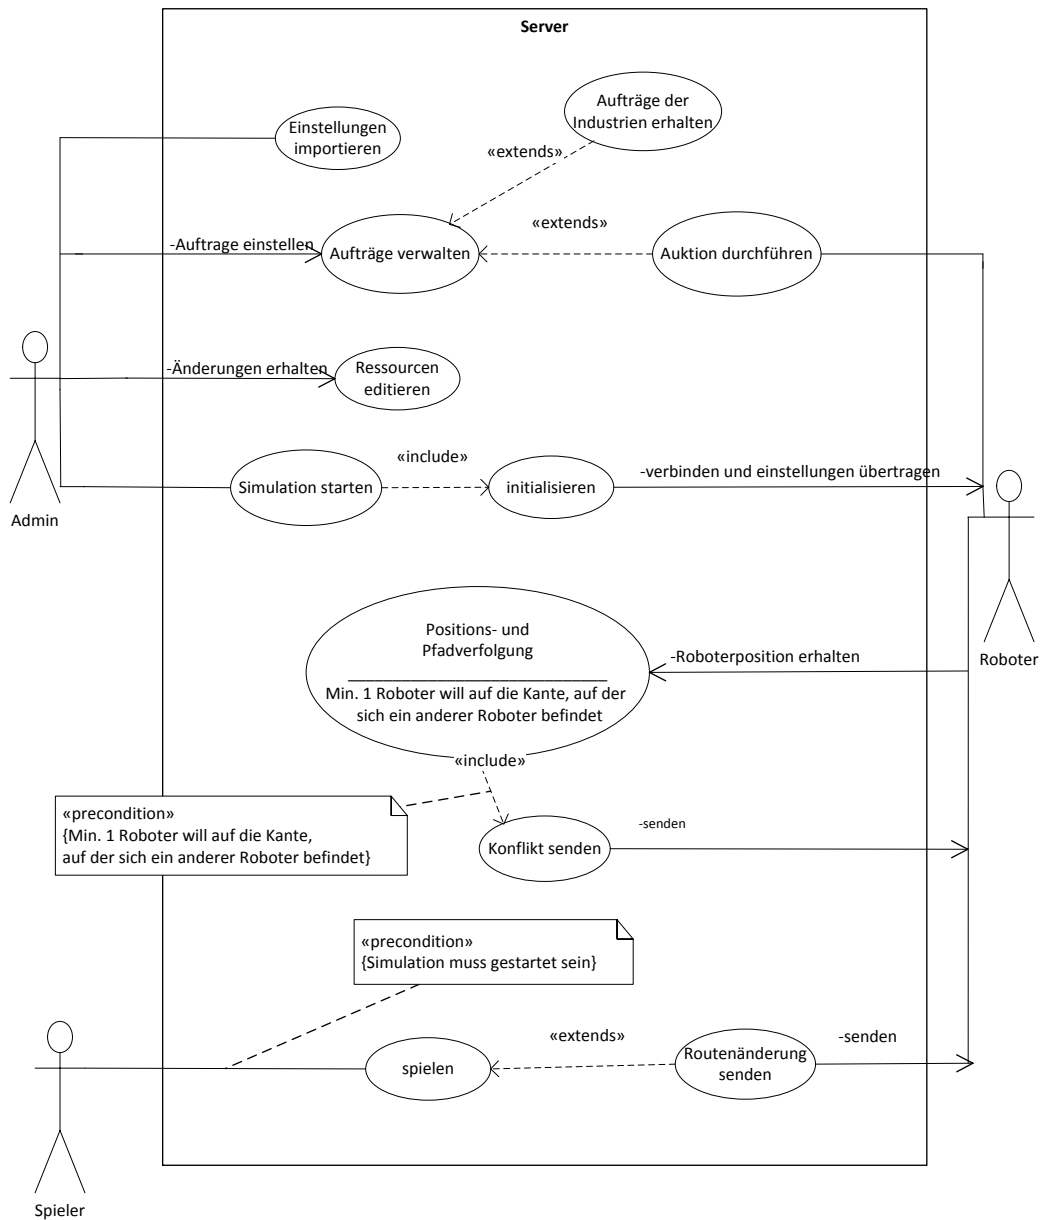 Server
Aufträge der
Industrien erhalten
Einstellungen
importieren
«extends»
«extends»
-Auftrage einstellen
Aufträge verwalten
Auktion durchführen
-Änderungen erhalten
Ressourcen
editieren
«include»
-verbinden und einstellungen übertragen
Simulation starten
initialisieren
Admin
Positions- und
Pfadverfolgung
Min. 1 Roboter will auf die Kante, auf der
sich ein anderer Roboter befindet
-Roboterposition erhalten
Roboter
«include»
«precondition»
{Min. 1 Roboter will auf die Kante,
auf der sich ein anderer Roboter befindet}
-senden
Konflikt senden
«precondition»
{Simulation muss gestartet sein}
«extends»
-senden
spielen
Routenänderung
senden
Spieler